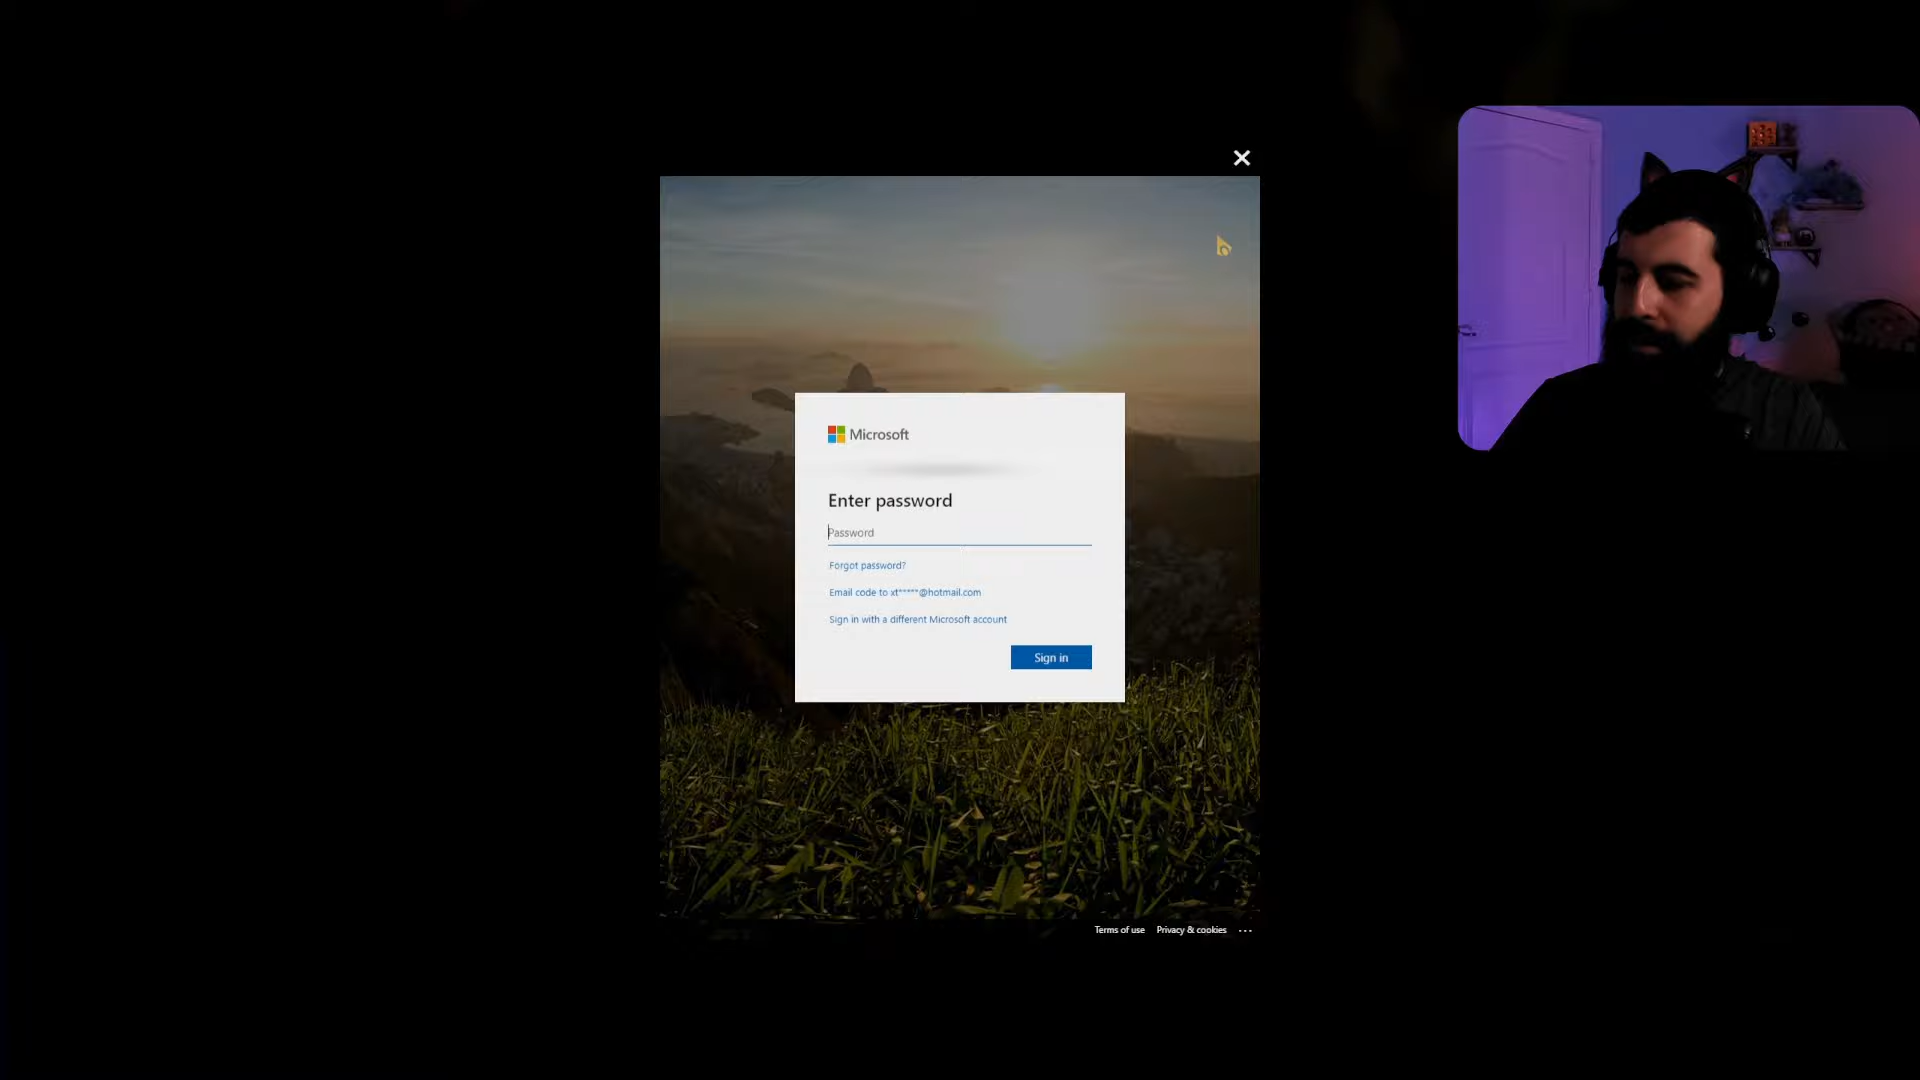 Microsoft
Enter password
Password
Forgot password?
Email code to xt*****@hotmail.com
Sign in with a different Microsoft account
Sign in
Terms of use Privacy & cookies ...